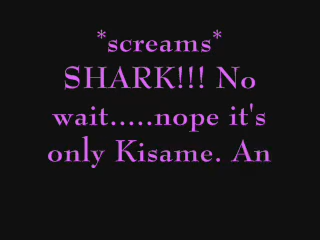 *screams*
SHARK!!! No
wait.....nope it's
only Kisame. An